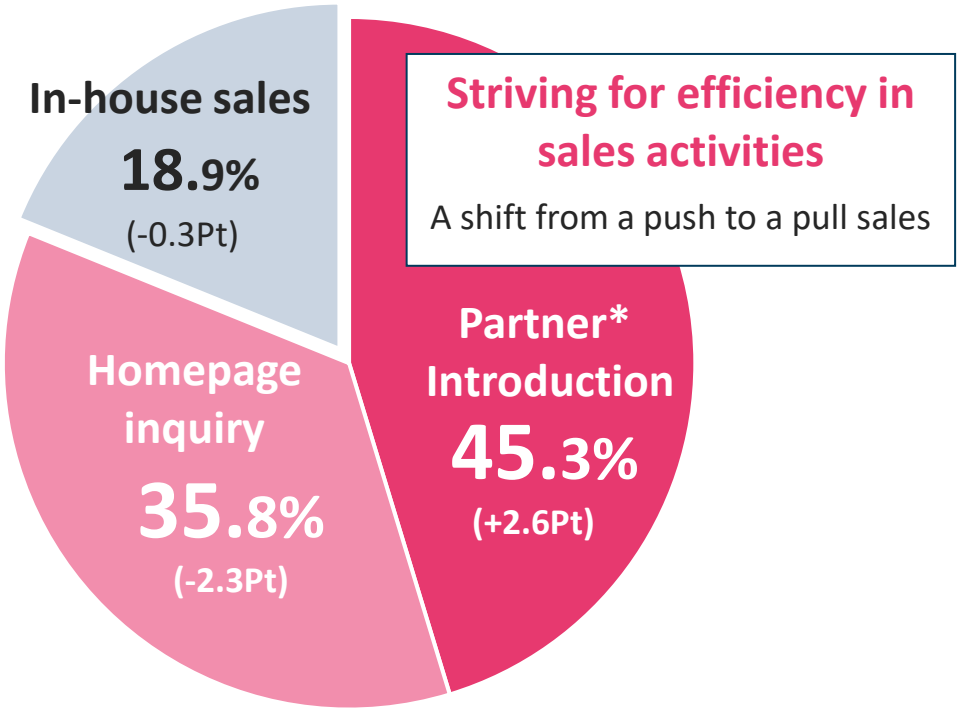 Striving for efficiency in
sales activities
A shift from a push to a pull sales
In-house sales
18.9%
(-0.3Pt)
Partner*
Introduction
45.3%
(+2.6Pt)
Homepage
inquiry
35.8%
(-2.3Pt)